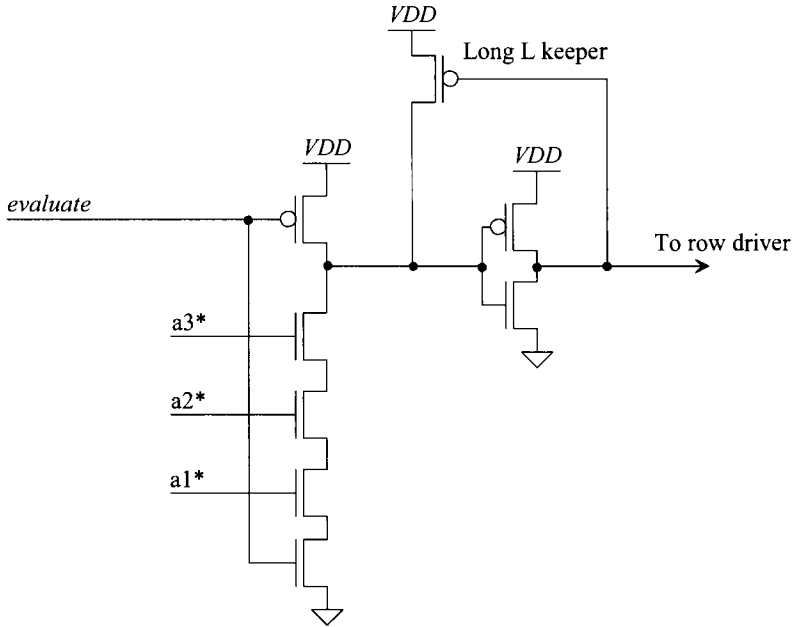 VDD
Long L keeper
VDD
VDD
evaluate
To row driver
a3*
a2*
a1*